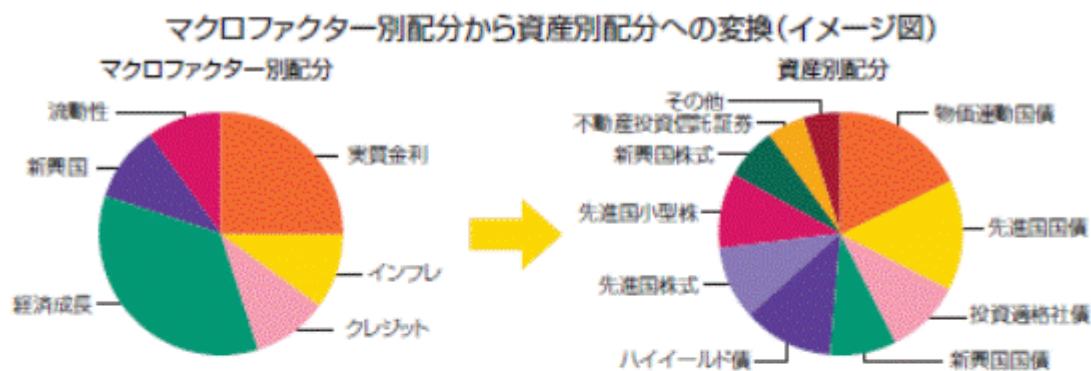 マクロファクター別配分から資産別配分への変換(イメージ図)
マクロファクター別配分
流動性
新興国
経済成長
実質金利
インフレ
クレジット
資産別配分
その他
不動産投資信託証券
新興国株式
先進国小型株
先進国株式
ハイイールド債
物価連動国債
先進国国債
投資適格社債
新興国国債